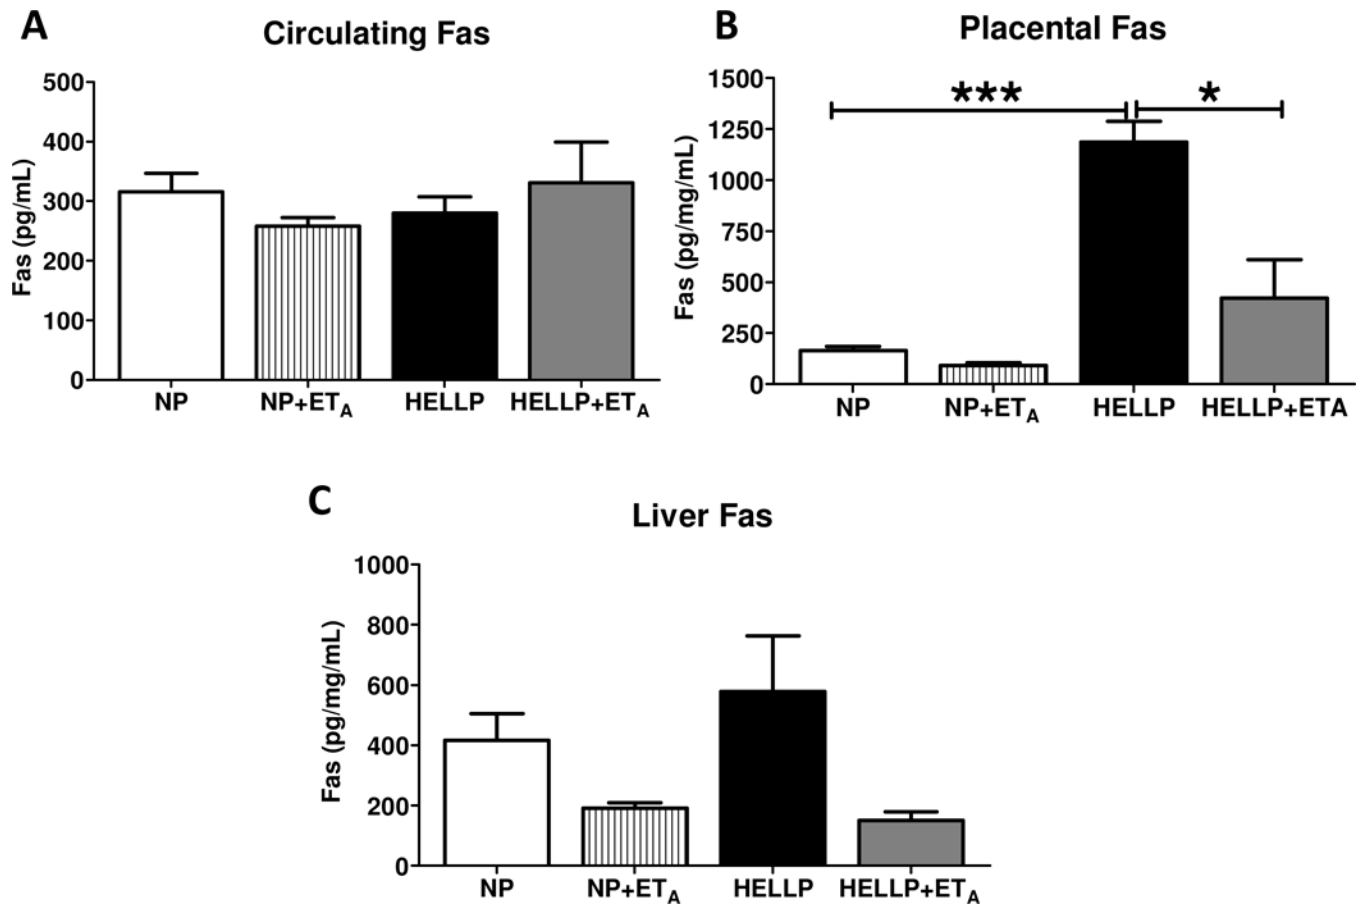 A
Circulating Fas
Fas (pg/mL)
500
400
300
200
100
0
NP
NP+ETA
HELLP
HELLP+ETA
B
Placental Fas
Fas (pg/mg/mL)
1500
1250
1000
750
500
250
0
***
*
NP
NP+ETA
HELLP
HELLP+ETA
C
Liver Fas
Fas (pg/mg/mL)
1000
800
600
400
200
0
NP
NP+ETA
HELLP
HELLP+ETA